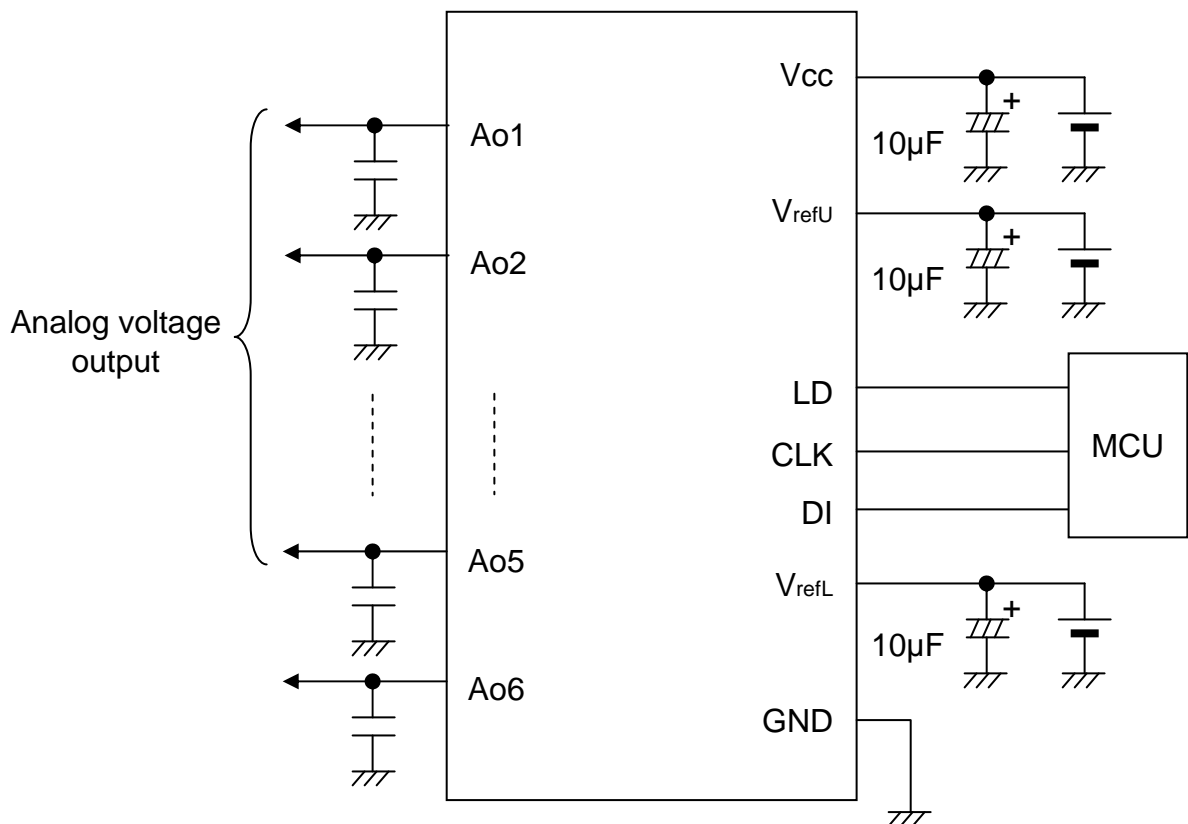 Vcc
+
10µF
Ao1
VrefU
+
10µF
Ao2
Analog voltage
output
LD
CLK
MCU
DI
Ao5
VrefL
+
10µF
Ao6
GND